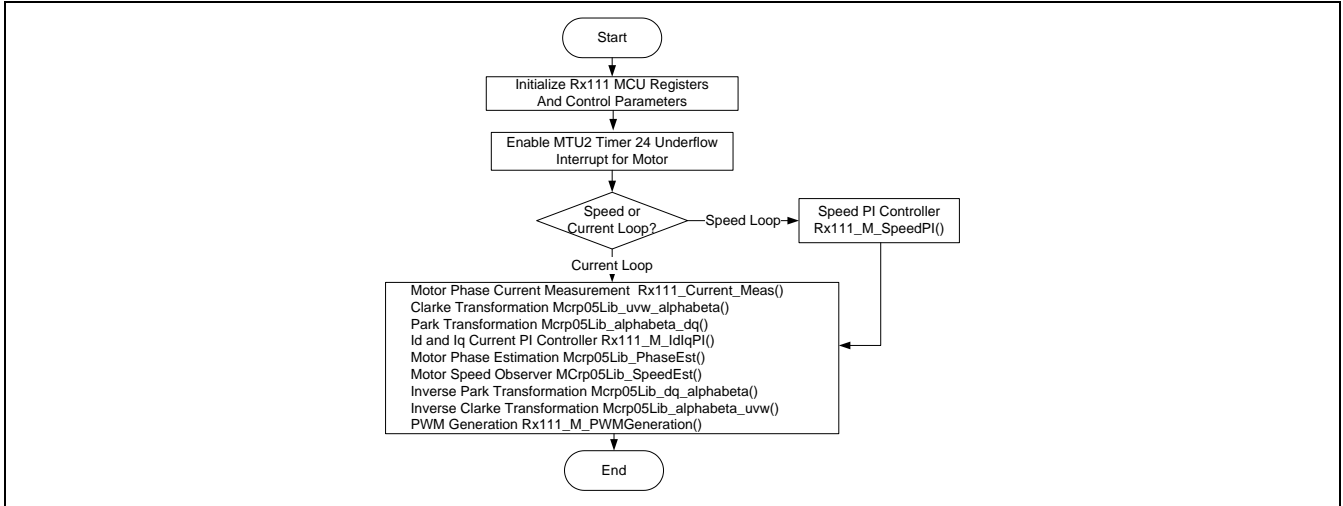 Start
Initialize Rx111 MCU Registers
And Control Parameters
Enable MTU2 Timer 24 Underflow
Interrupt for Motor
Speed or
Current Loop?
Speed Loop
Speed PI Controller
Rx111_M_SpeedPI()
Current Loop
Motor Phase Current Measurement  Rx111_Current_Meas()
Clarke Transformation Mcrp05Lib_uvw_alphabeta()
Park Transformation Mcrp05Lib_alphabeta_dq()
Id and Iq Current PI Controller Rx111_M_IdIqPI()
Motor Phase Estimation Mcrp05Lib_PhaseEst()
Motor Speed Observer MCrp05Lib_SpeedEst()
Inverse Park Transformation Mcrp05Lib_dq_alphabeta()
Inverse Clarke Transformation Mcrp05Lib_alphabeta_uvw()
PWM Generation Rx111_M_PWMGeneration()
End